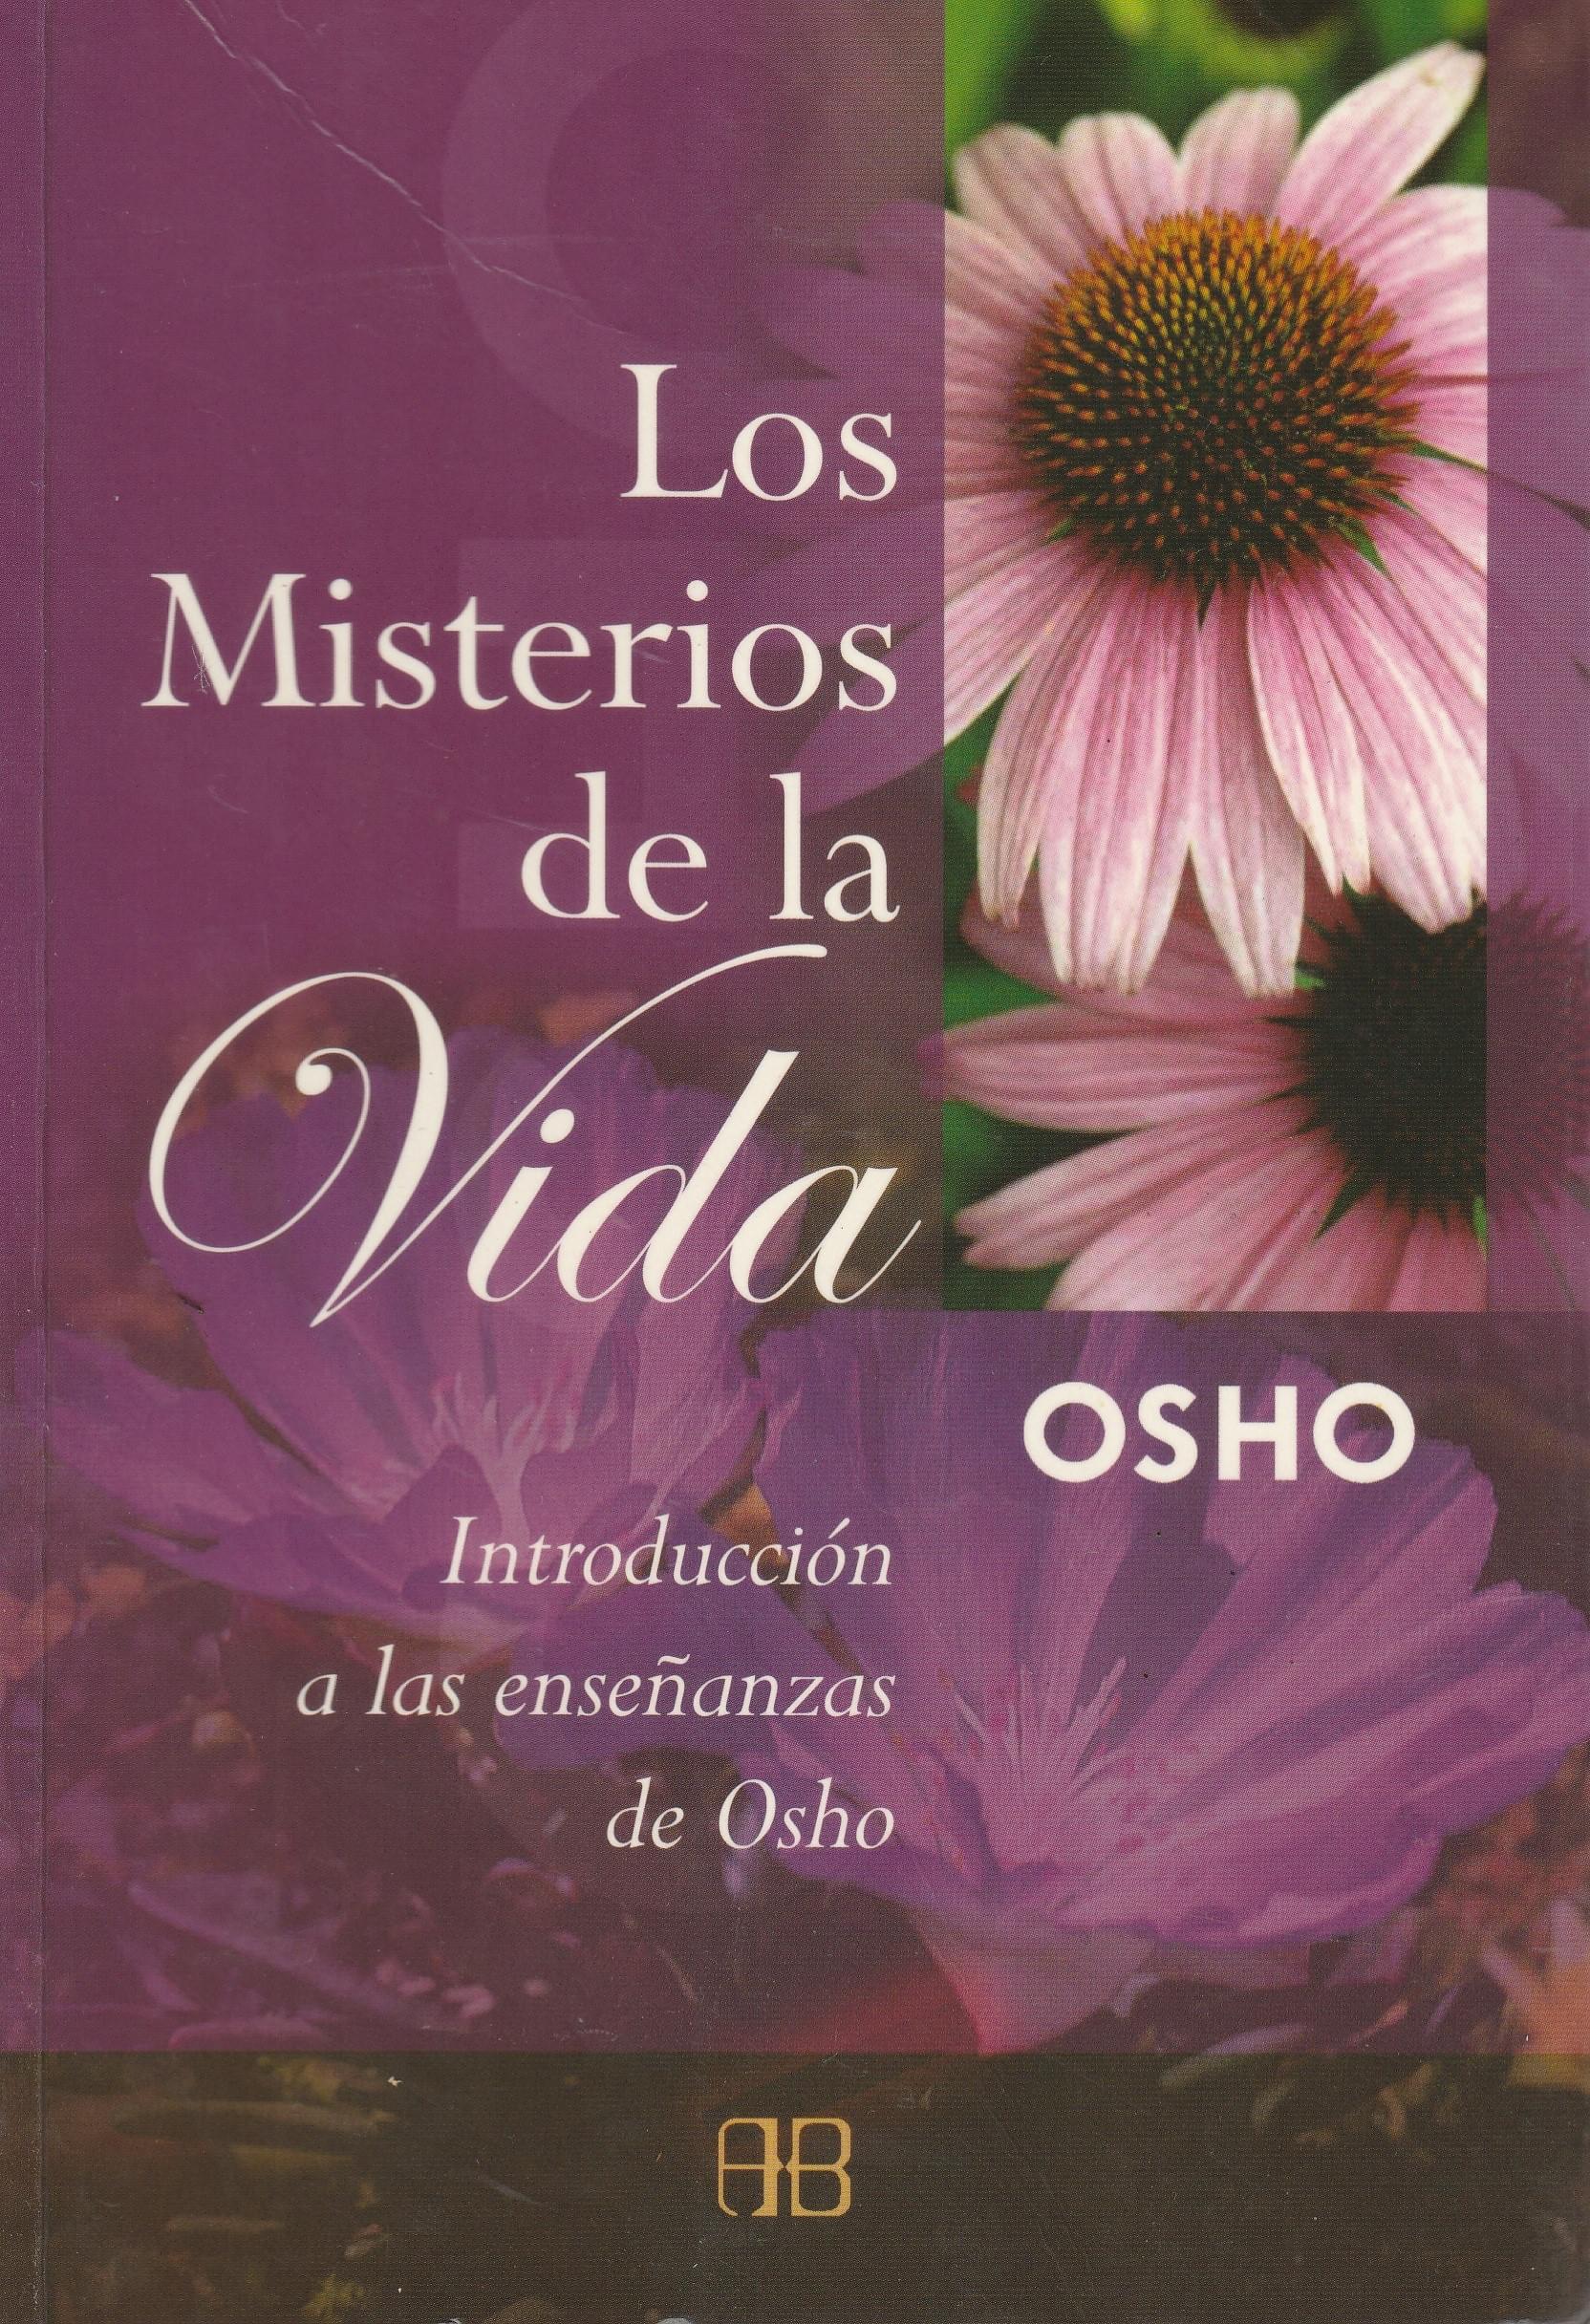 Los
Misterios
de la
Vida
OSHO
Introducción
a las enseñanzas
de Osho
AB